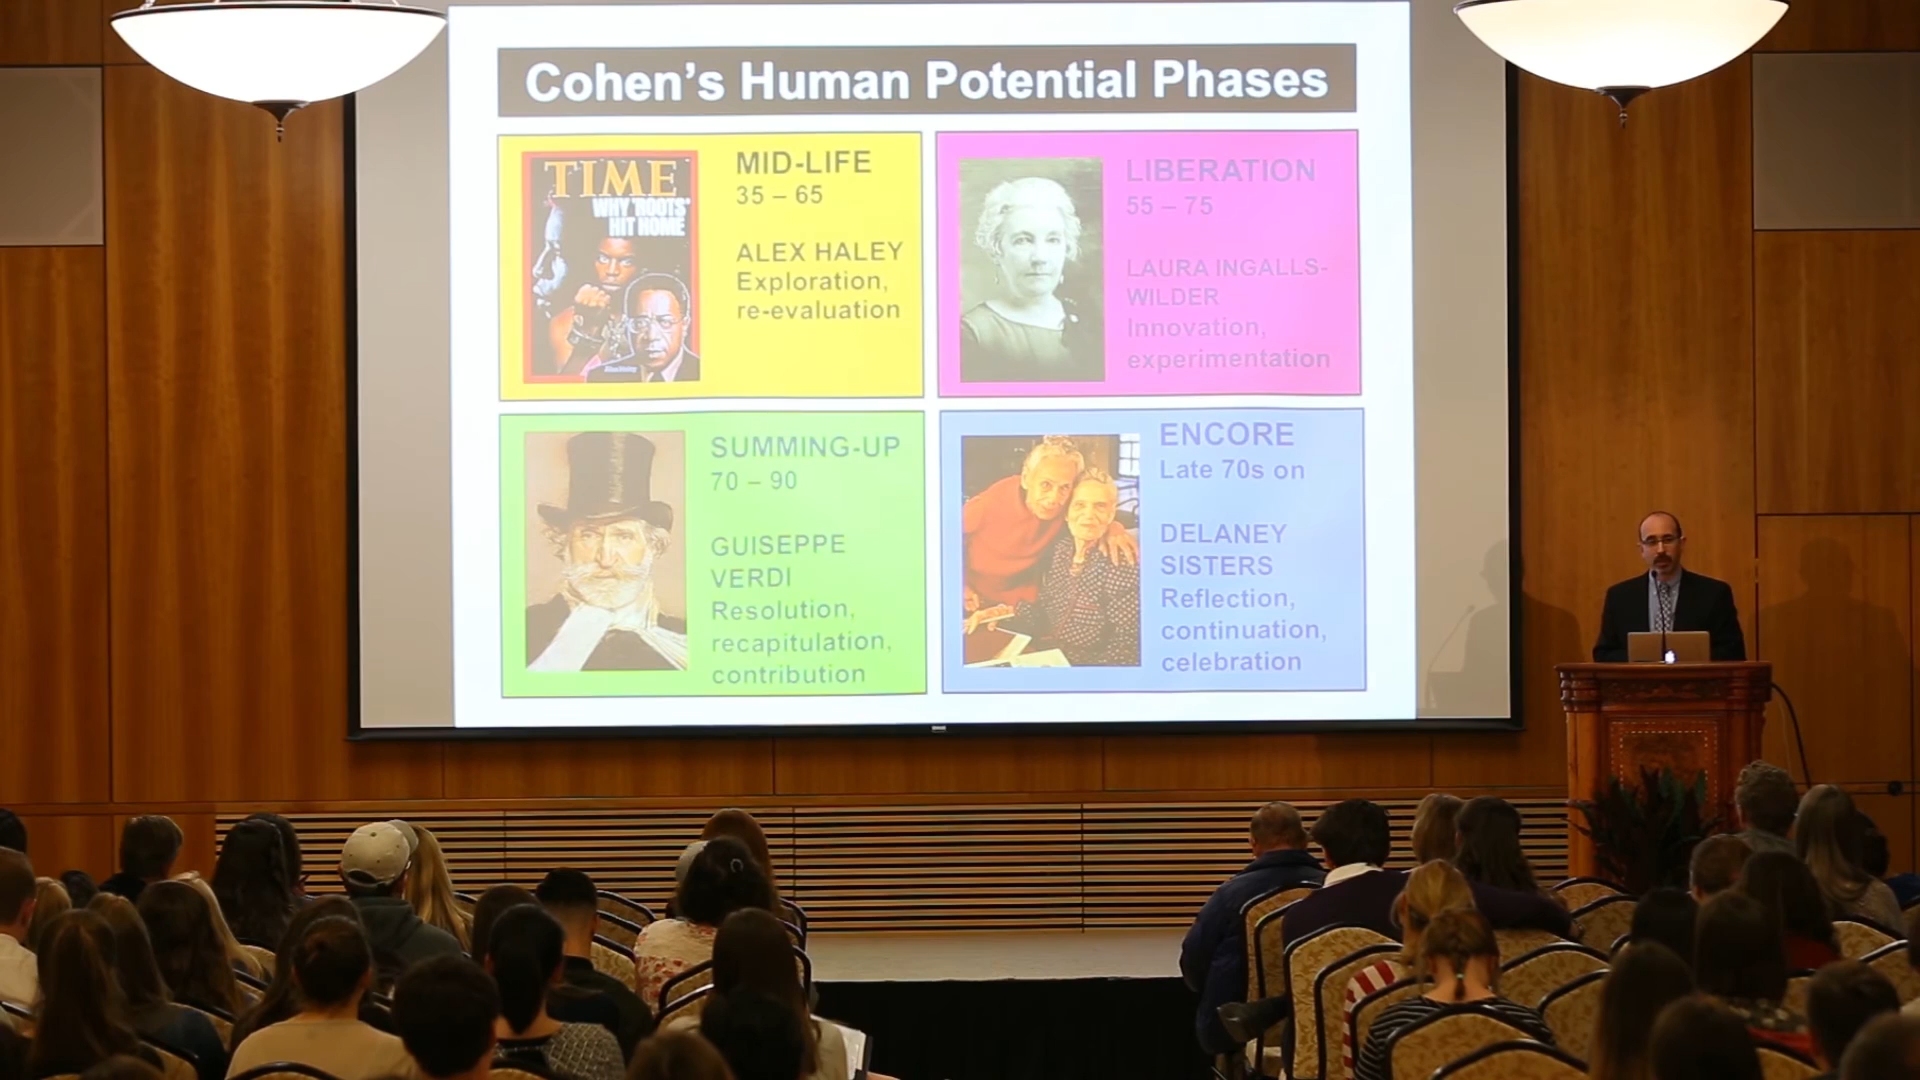 Cohen's Human Potential Phases
MID-LIFE
35 – 65
ALEX HALEY
Exploration,
re-evaluation
TIME
WHY 'ROOTS'
HIT HOME
Alex Haley
LIBERATION
55 – 75
LAURA INGALLS-
WILDER
Innovation,
experimentation
SUMMING-UP
70 – 90
GUISEPPE
VERDI
Resolution,
recapitulation,
contribution
ENCORE
Late 70s on
DELANEY
SISTERS
Reflection,
continuation,
celebration